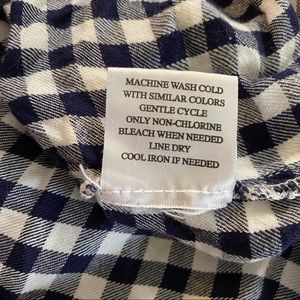 MACHINE WASH COLD
WITH SIMILAR COLORS
GENTLE CYCLE
ONLY NON-CHLORINE
BLEACH WHEN NEEDED
LINE DRY
COOL IRON IF NEEDED